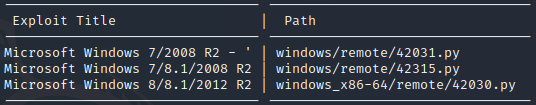 Exploit Title | Path
Microsoft Windows 7/2008 R2 - ' | windows/remote/42031.py
Microsoft Windows 7/8.1/2008 R2 | windows/remote/42315.py
Microsoft Windows 8/8.1/2012 R2 | windows_x86-64/remote/42030.py